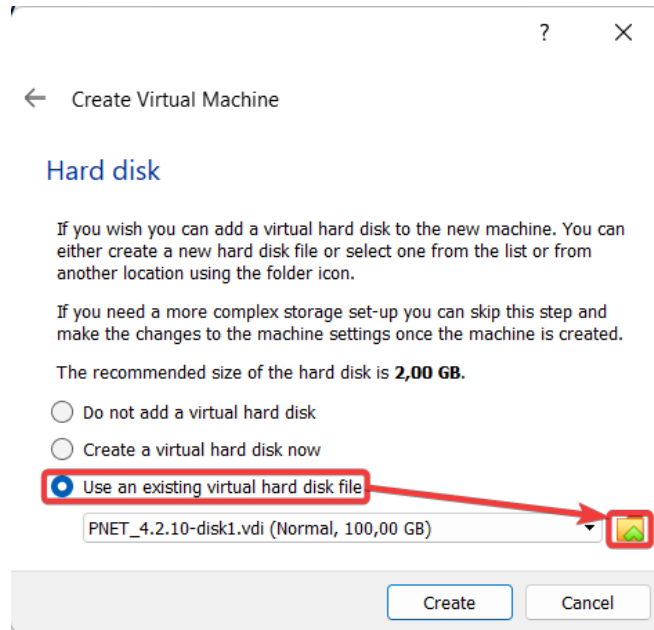 ?
Create Virtual Machine
Hard disk
If you wish you can add a virtual hard disk to the new machine. You can
either create a new hard disk file or select one from the list or from
another location using the folder icon.
If you need a more complex storage set-up you can skip this step and
make the changes to the machine settings once the machine is created.
The recommended size of the hard disk is 2,00 GB.
Do not add a virtual hard disk
Create a virtual hard disk now
Use an existing virtual hard disk file
PNET_4.2.10-disk1.vdi (Normal, 100,00 GB)
Create Cancel